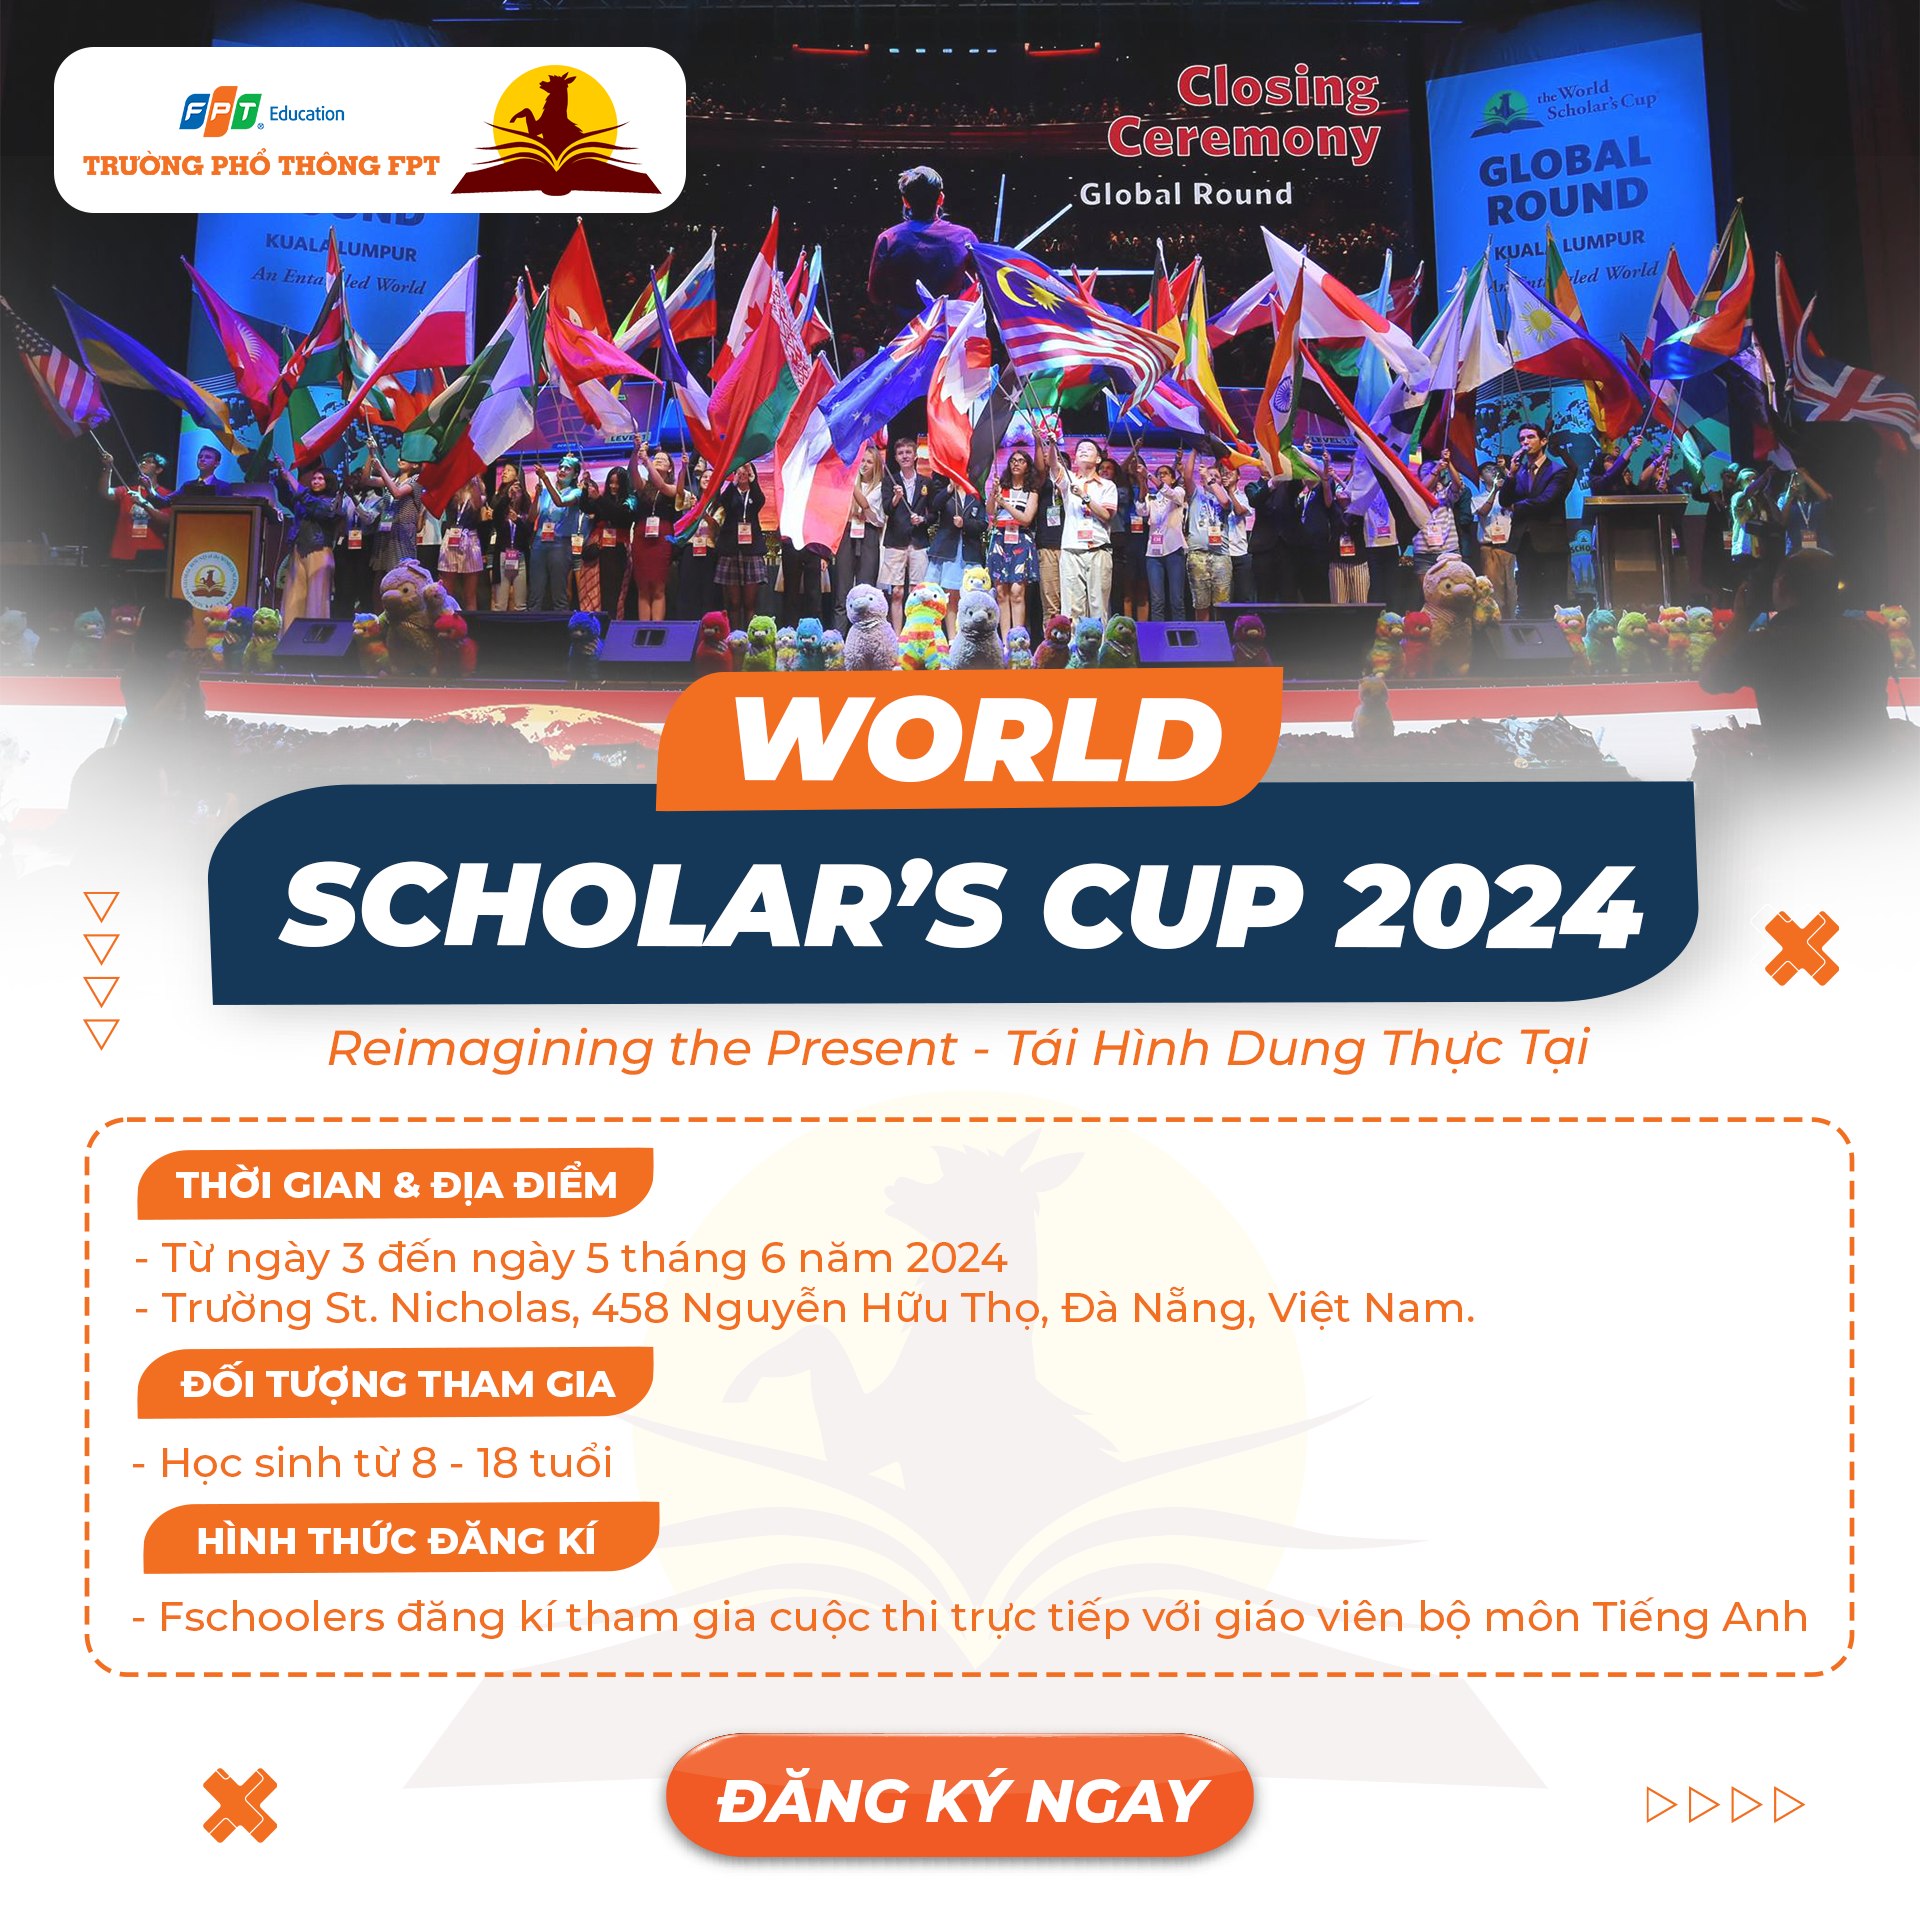 FPT Education
TRƯỜNG PHỔ THÔNG FPT
Closing
Ceremony
Global Round
the World
Scholar's Cup
GLOBAL
ROUND
KUALA LUMPUR
KUALA LUMPUR
An Entangled World
WORLD
SCHOLAR'S CUP 2024
Reimagining the Present - Tái Hình Dung Thực Tại
THỜI GIAN & ĐỊA ĐIỂM
- Từ ngày 3 đến ngày 5 tháng 6 năm 2024
- Trường St. Nicholas, 458 Nguyễn Hữu Thọ, Đà Nẵng, Việt Nam.
ĐỐI TƯỢNG THAM GIA
- Học sinh từ 8 - 18 tuổi
HÌNH THỨC ĐĂNG KÍ
- Fschoolers đăng kí tham gia cuộc thi trực tiếp với giáo viên bộ môn Tiếng Anh
ĐĂNG KÝ NGAY